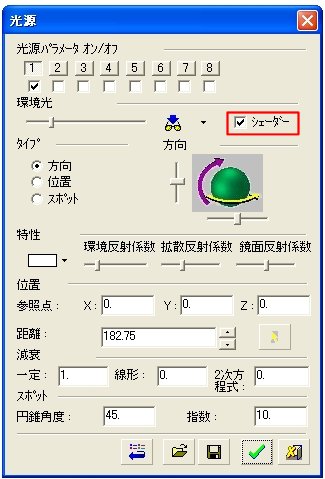 光源
光源パラメータ オン/オフ
1 2 3 4 5 6 7 8
環境光
シェーダー
タイプ 方向
方向
位置
スポット
特性
環境反射係数 拡散反射係数 鏡面反射係数
位置
参照点: X: 0. Y: 0. Z: 0.
距離: 182.75
減衰
一定: 1. 線形: 0. 2次方程式: 0.
スポット
円錐角度: 45. 指数: 10.